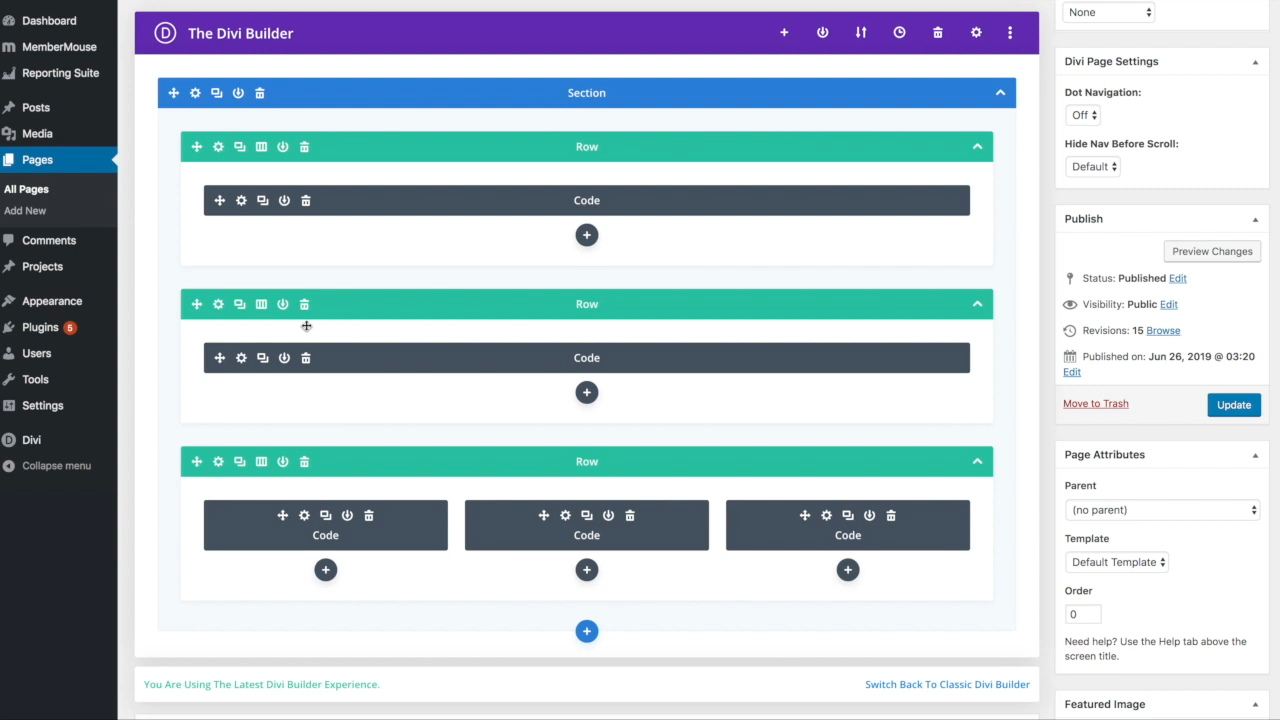 Dashboard
MemberMouse
Reporting Suite
Posts
Media
Pages
All Pages
Add New
Comments
Projects
Appearance
Plugins 5
Users
Tools
Settings
Divi
Collapse menu
D The Divi Builder
Section
Row
Code
Row
Code
Row
Code
Code
Code
You Are Using The Latest Divi Builder Experience.
Switch Back To Classic Divi Builder
None
Divi Page Settings
Dot Navigation:
Off
Hide Nav Before Scroll:
Default
Publish
Preview Changes
Status: Published Edit
Visibility: Public Edit
Revisions: 15 Browse
Published on: Jun 26, 2019 @ 03:20
Edit
Move to Trash
Update
Page Attributes
Parent
(no parent)
Template
Default Template
Order
0
Need help? Use the Help tab above the
screen title.
Featured Image